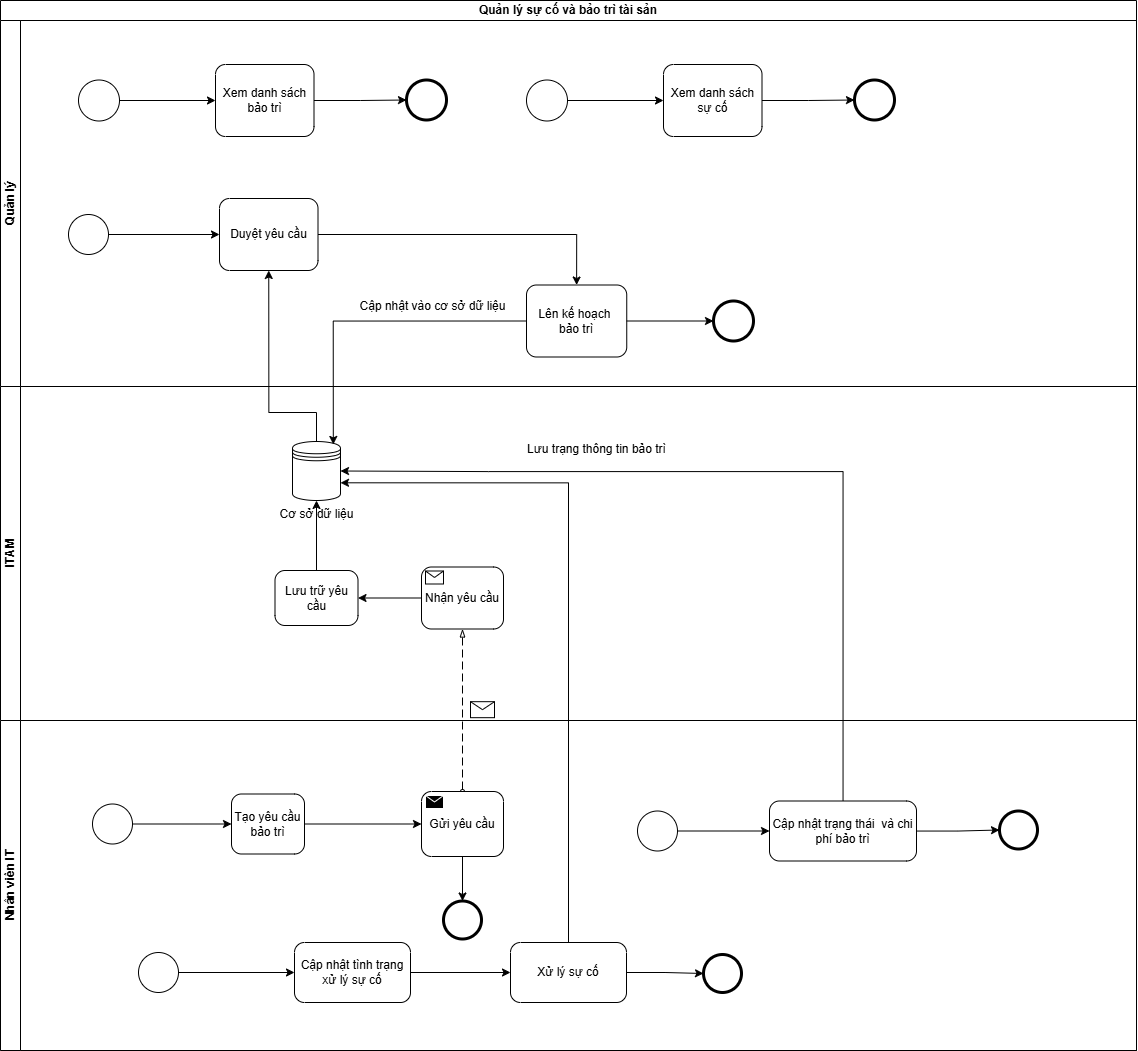 Quản lý sự cố và bảo trì tài sản
Quản lý
Xem danh sách
bảo trì
Xem danh sách
sự cố
Duyệt yêu cầu
Cập nhật vào cơ sở dữ liệu
Lên kế hoạch
bảo trì
ITAM
Lưu trạng thông tin bảo trì
Cơ sở dữ liệu
Lưu trữ yêu
cầu
Nhận yêu cầu
Nhân viên IT
Tạo yêu cầu
bảo trì
Gửi yêu cầu
Cập nhật trạng thái và chi
phí bảo trì
Cập nhật tình trạng
xử lý sự cố
Xử lý sự cố